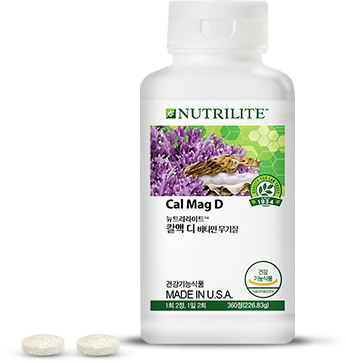 NUTRILITE™
1934
Cal Mag D
뉴트리라이트™
칼맥 디 비타민 무기질
건강기능식품
MADE IN U.S.A.
1회 2정, 1일 2회
360정(226.83g)
건강
기능식품